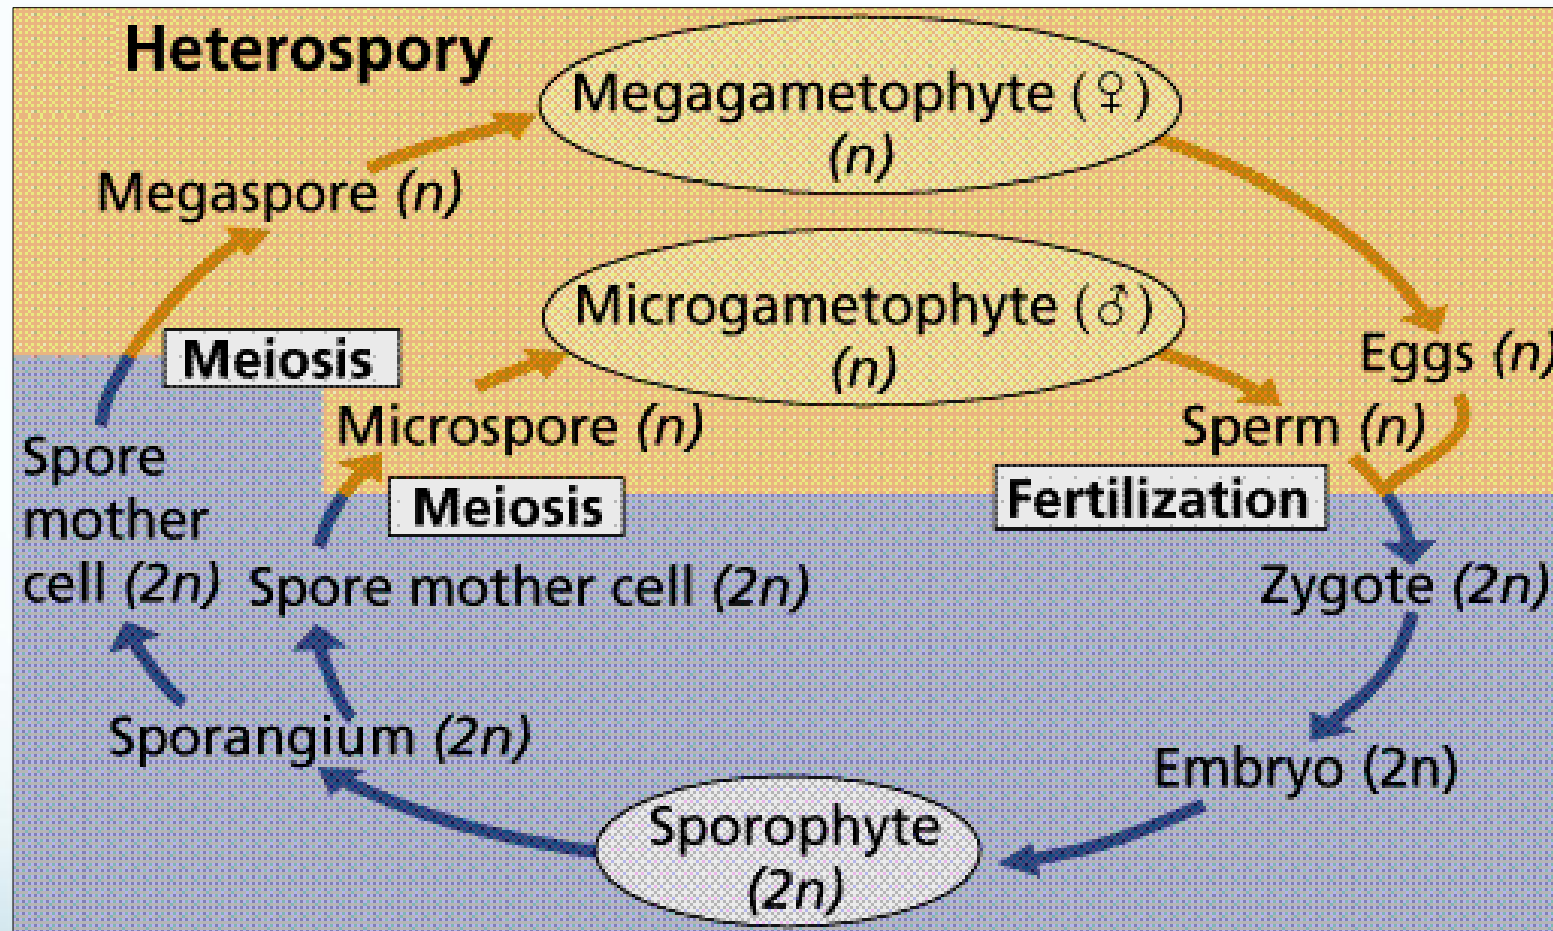 Heterospory
Megagametophyte (♀)
(n)
Megaspore (n)
Microgametophyte (♂)
(n)
Meiosis
Eggs (n)
Microspore (n)
Sperm (n)
Spore
mother
cell (2n)
Meiosis
Fertilization
Spore mother cell (2n)
Zygote (2n)
Sporangium (2n)
Embryo (2n)
Sporophyte
(2n)